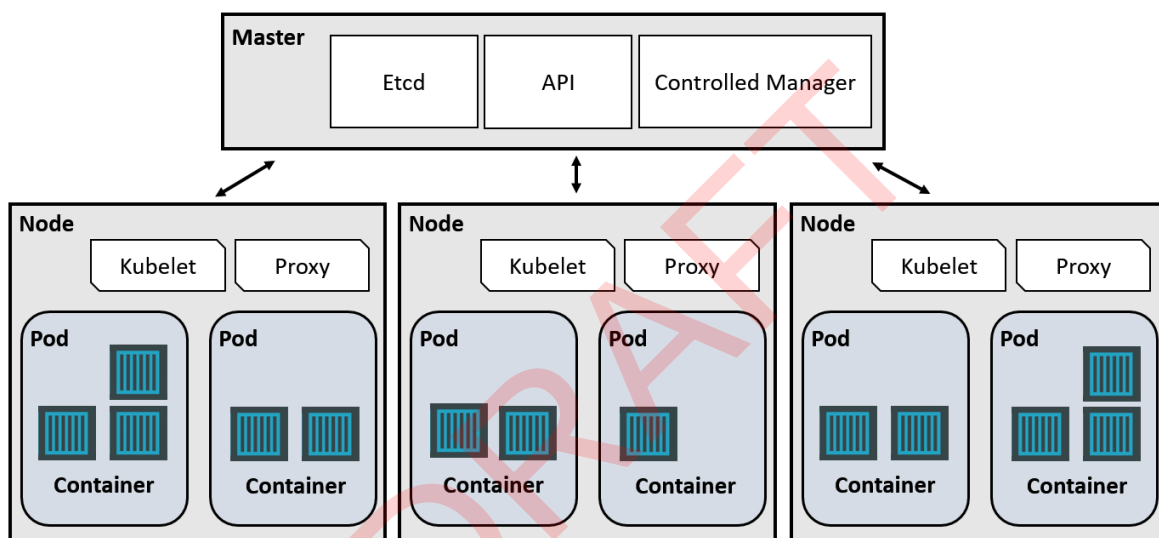 Master
Etcd
API
Controlled Manager
Node
Kubelet
Proxy
Pod
Container
Pod
Container
Node
Kubelet
Proxy
Pod
Container
Pod
Container
Node
Kubelet
Proxy
Pod
Container
Pod
Container
DRAFT